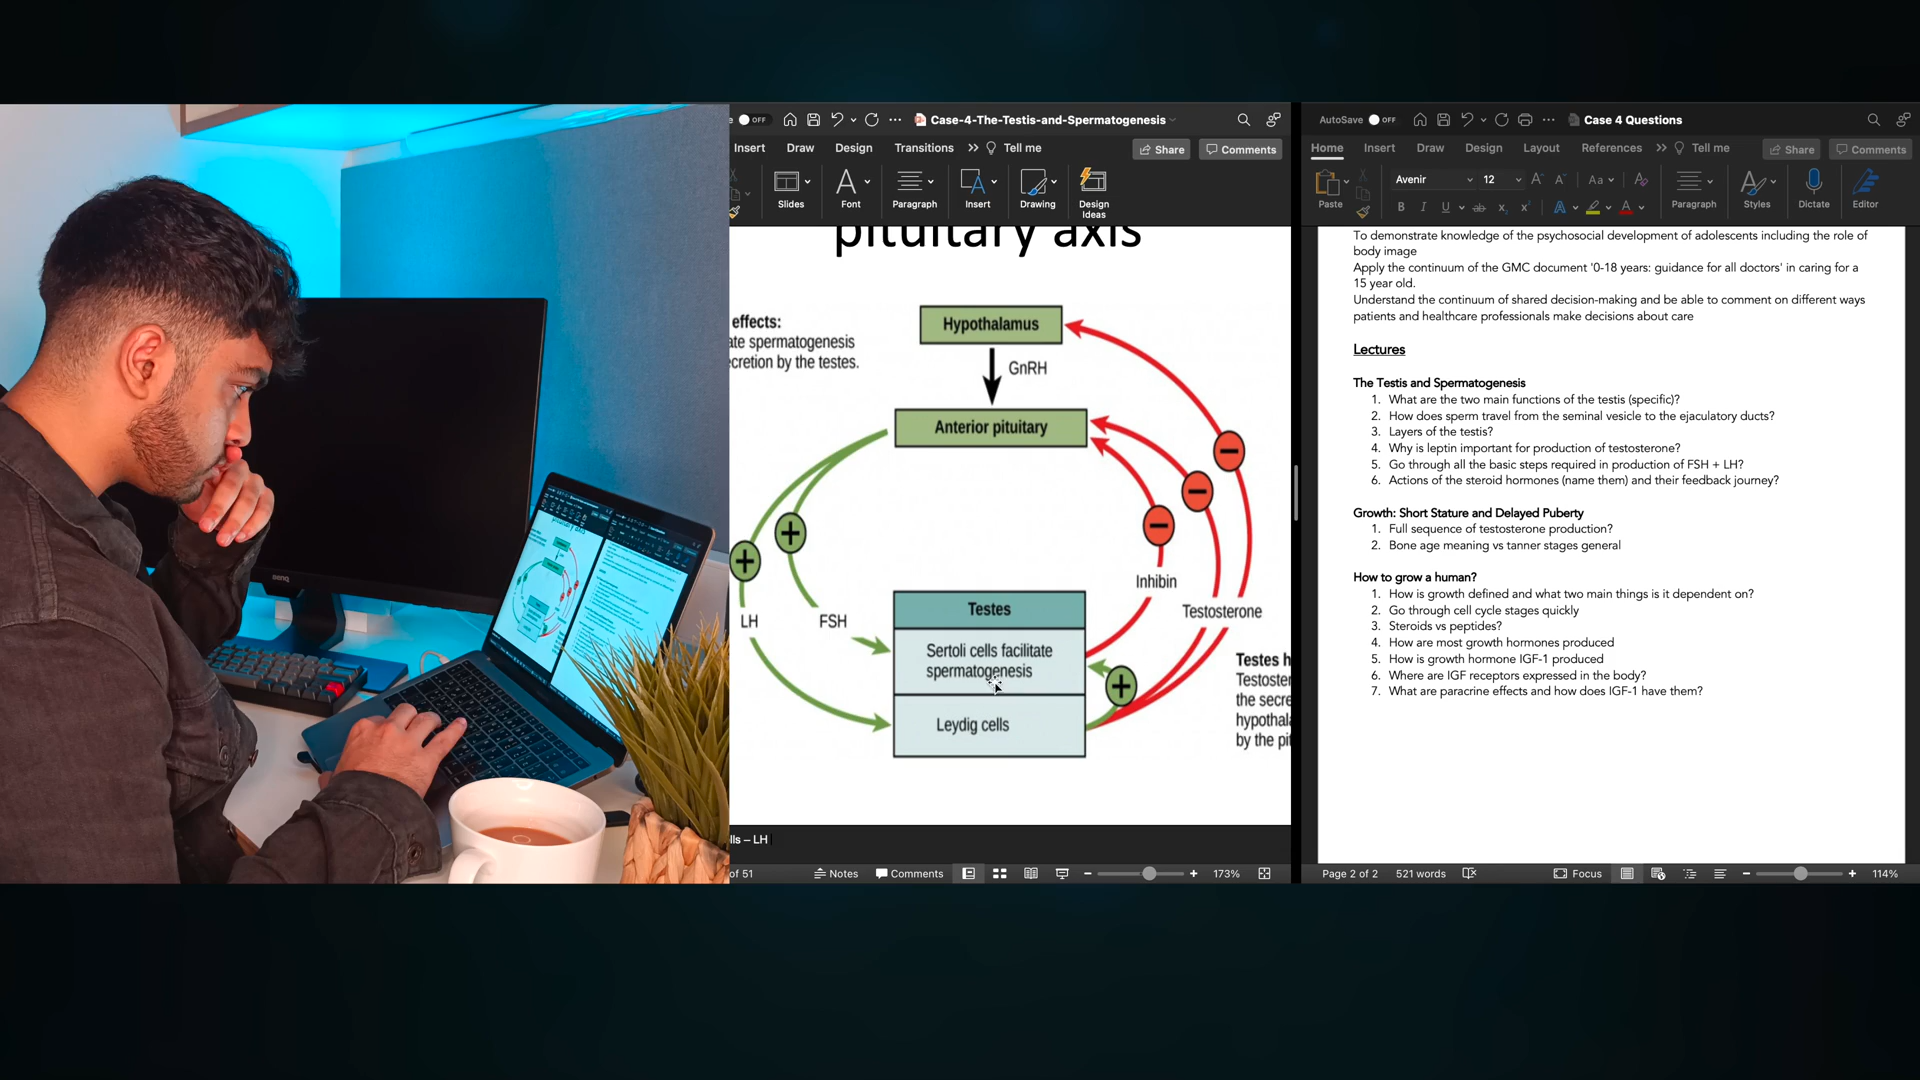 benq
OFF
Case-4-The-Testis-and-Spermatogenesis
Insert Draw Design Transitions Tell me Share Comments
Slides Font Paragraph Insert Drawing Design
Ideas
pituitary axis
effects:
ate spermatogenesis
ecretion by the testes.
Hypothalamus
GnRH
Anterior pituitary
Inhibin
Testosterone
LH
FSH
Testes
Sertoli cells facilitate
spermatogenesis
Leydig cells
Testes h
Testoster
the secre
hypothala
by the pit
lls – LH
of 51 Notes Comments 173%
AutoSave OFF Case 4 Questions
Home Insert Draw Design Layout References Tell me Share Comments
Avenir 12 Aa
Paste B I U ab x x A A Paragraph Styles Dictate Editor
To demonstrate knowledge of the psychosocial development of adolescents including the role of
body image
Apply the continuum of the GMC document '0-18 years: guidance for all doctors' in caring for a
15 year old.
Understand the continuum of shared decision-making and be able to comment on different ways
patients and healthcare professionals make decisions about care
Lectures
The Testis and Spermatogenesis
1. What are the two main functions of the testis (specific)?
2. How does sperm travel from the seminal vesicle to the ejaculatory ducts?
3. Layers of the testis?
4. Why is leptin important for production of testosterone?
5. Go through all the basic steps required in production of FSH + LH?
6. Actions of the steroid hormones (name them) and their feedback journey?
Growth: Short Stature and Delayed Puberty
1. Full sequence of testosterone production?
2. Bone age meaning vs tanner stages general
How to grow a human?
1. How is growth defined and what two main things is it dependent on?
2. Go through cell cycle stages quickly
3. Steroids vs peptides?
4. How are most growth hormones produced
5. How is growth hormone IGF-1 produced
6. Where are IGF receptors expressed in the body?
7. What are paracrine effects and how does IGF-1 have them?
Page 2 of 2 521 words Focus 114%